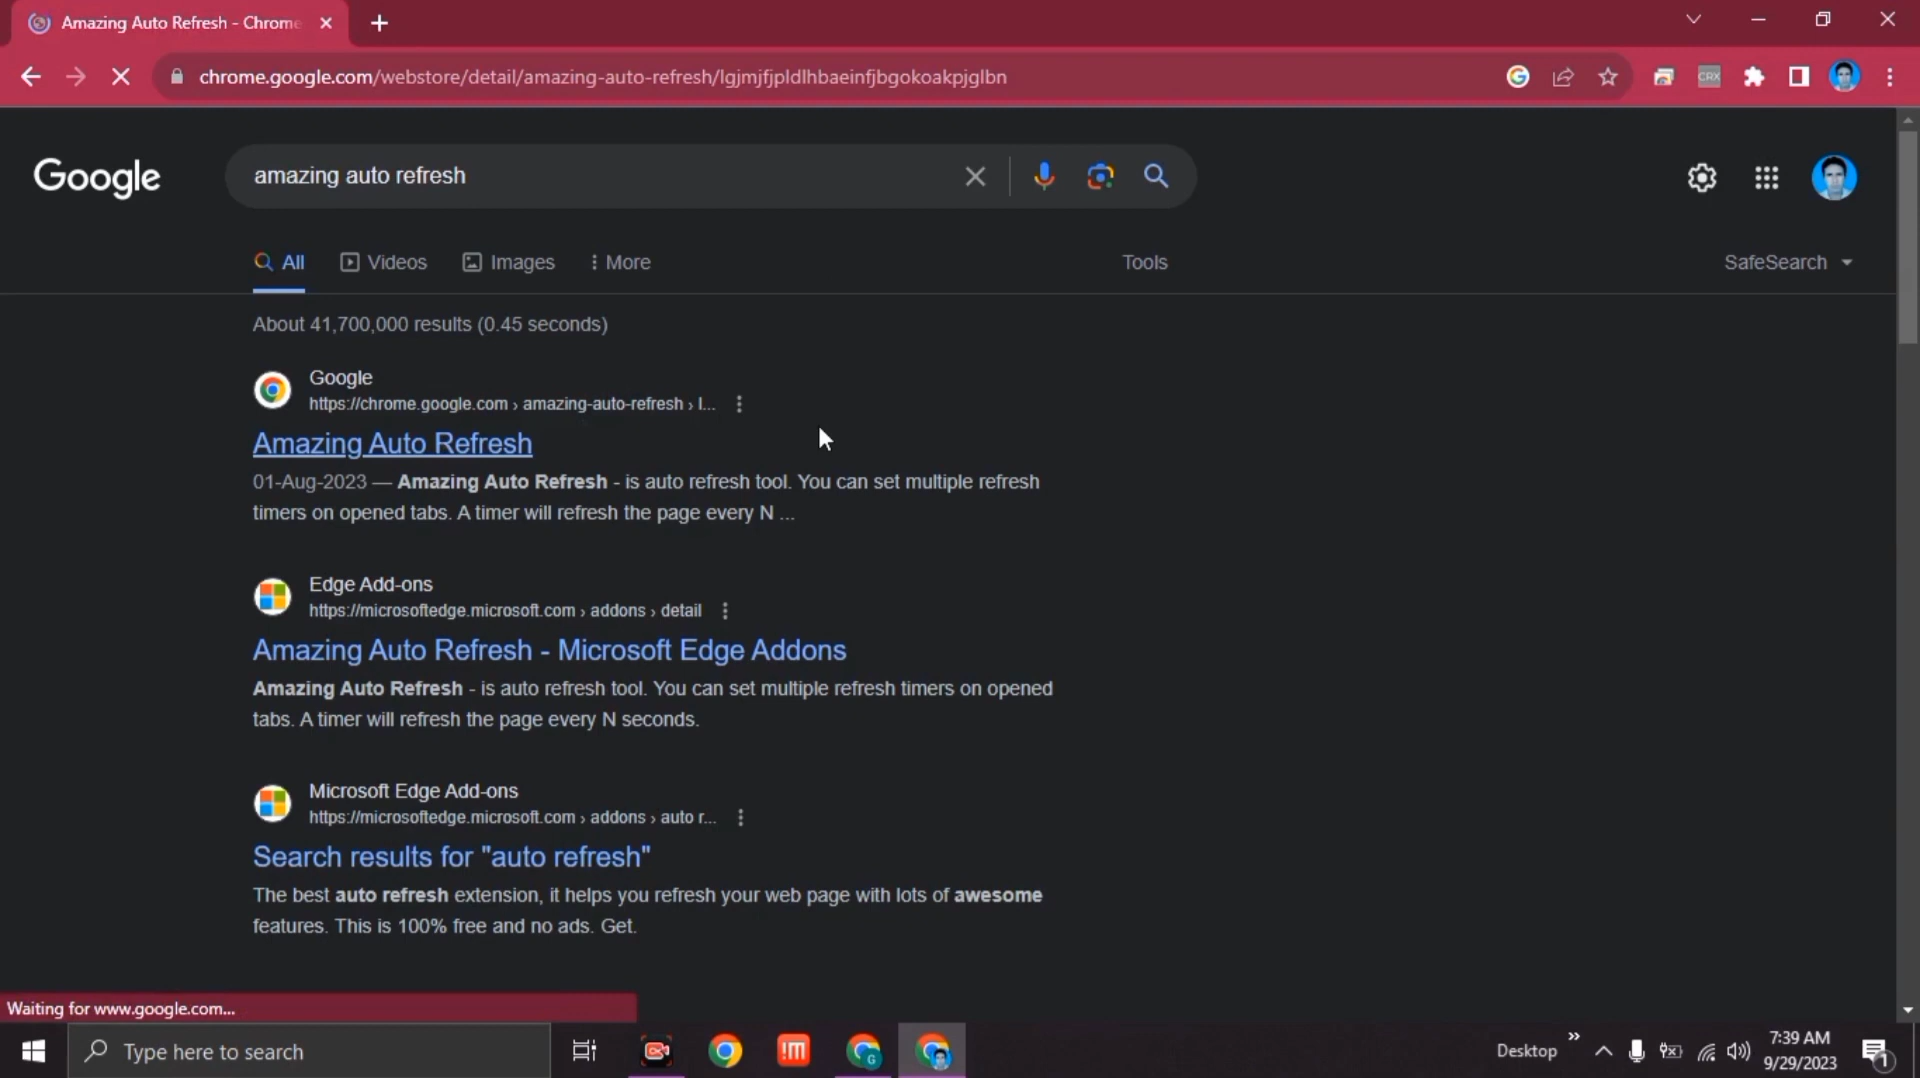 Amazing Auto Refresh - Chrome
chrome.google.com/webstore/detail/amazing-auto-refresh/lgjmjfjpldlhbaeinfjbgokoakpjglbn
CRX
Google
amazing auto refresh
All
Videos
Images
More
Tools
SafeSearch
About 41,700,000 results (0.45 seconds)
Google
https://chrome.google.com › amazing-auto-refresh › l...
Amazing Auto Refresh
01-Aug-2023 — Amazing Auto Refresh - is auto refresh tool. You can set multiple refresh
timers on opened tabs. A timer will refresh the page every N ...
Edge Add-ons
https://microsoftedge.microsoft.com › addons › detail
Amazing Auto Refresh - Microsoft Edge Addons
Amazing Auto Refresh - is auto refresh tool. You can set multiple refresh timers on opened
tabs. A timer will refresh the page every N seconds.
Microsoft Edge Add-ons
https://microsoftedge.microsoft.com › addons › auto r...
Search results for "auto refresh"
The best auto refresh extension, it helps you refresh your web page with lots of awesome
features. This is 100% free and no ads. Get.
Waiting for www.google.com...
Type here to search
!M
G
Desktop
7:39 AM
9/29/2023
1